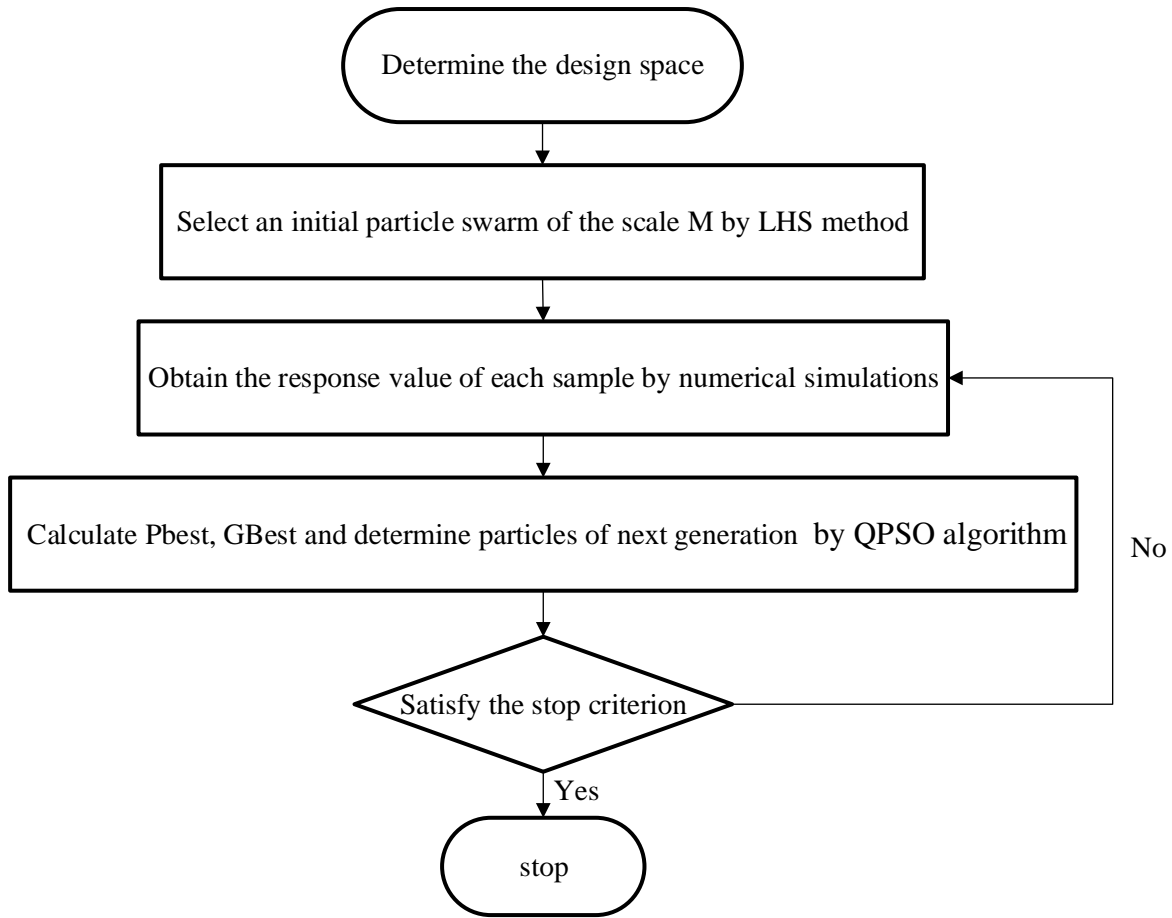 Determine the design space
Select an initial particle swarm of the scale M by LHS method
Obtain the response value of each sample by numerical simulations
Calculate Pbest, GBest and determine particles of next generation by QPSO algorithm
No
Satisfy the stop criterion
Yes
stop